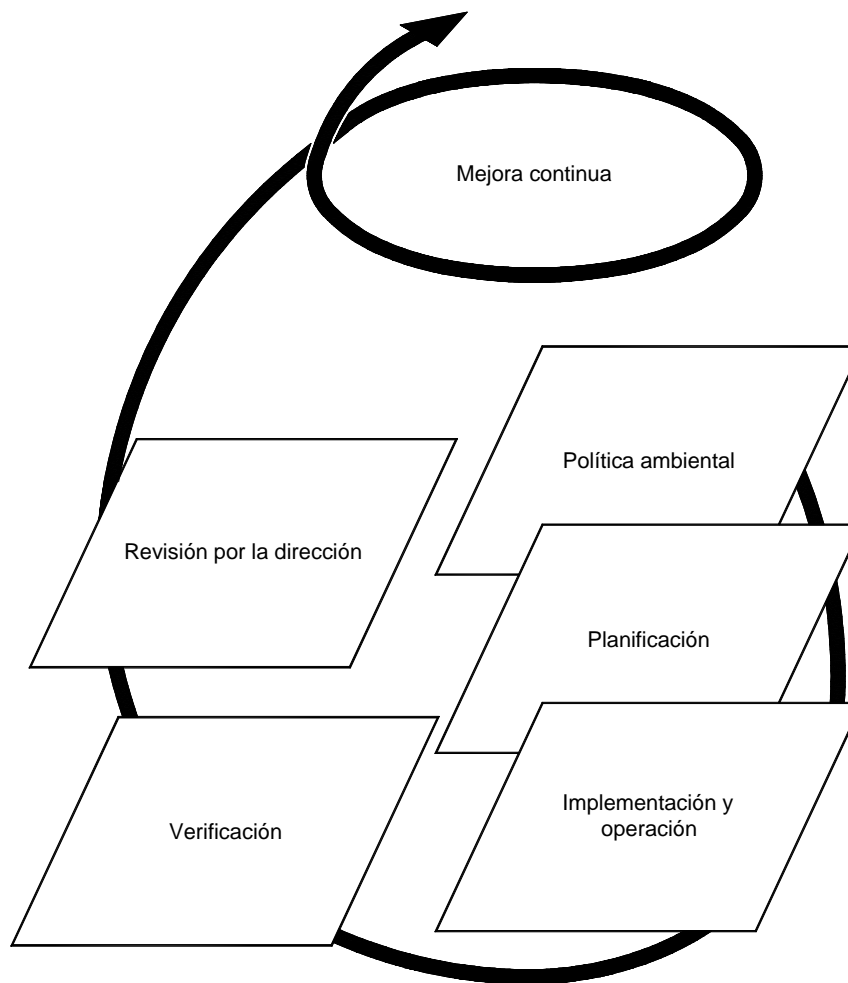 Mejora continua
Política ambiental
Revisión por la dirección
Planificación
Implementación y
operación
Verificación